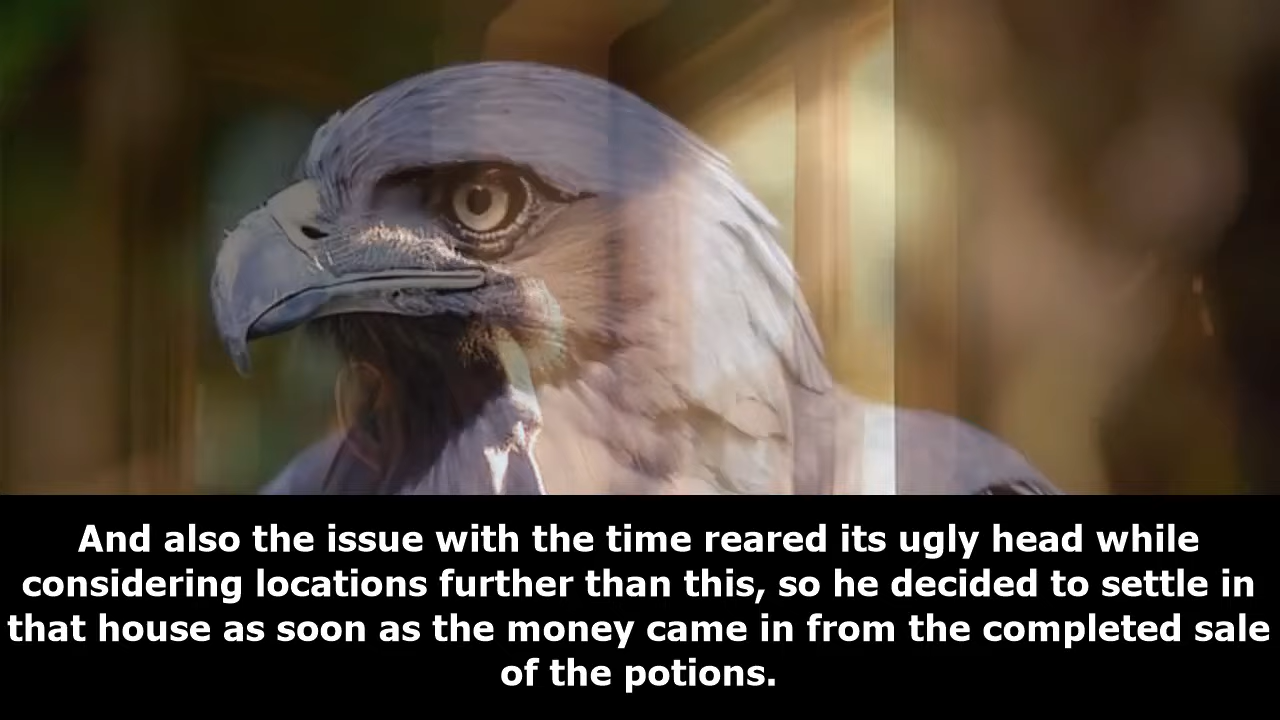 And also the issue with the time reared its ugly head while
considering locations further than this, so he decided to settle in
that house as soon as the money came in from the completed sale
of the potions.